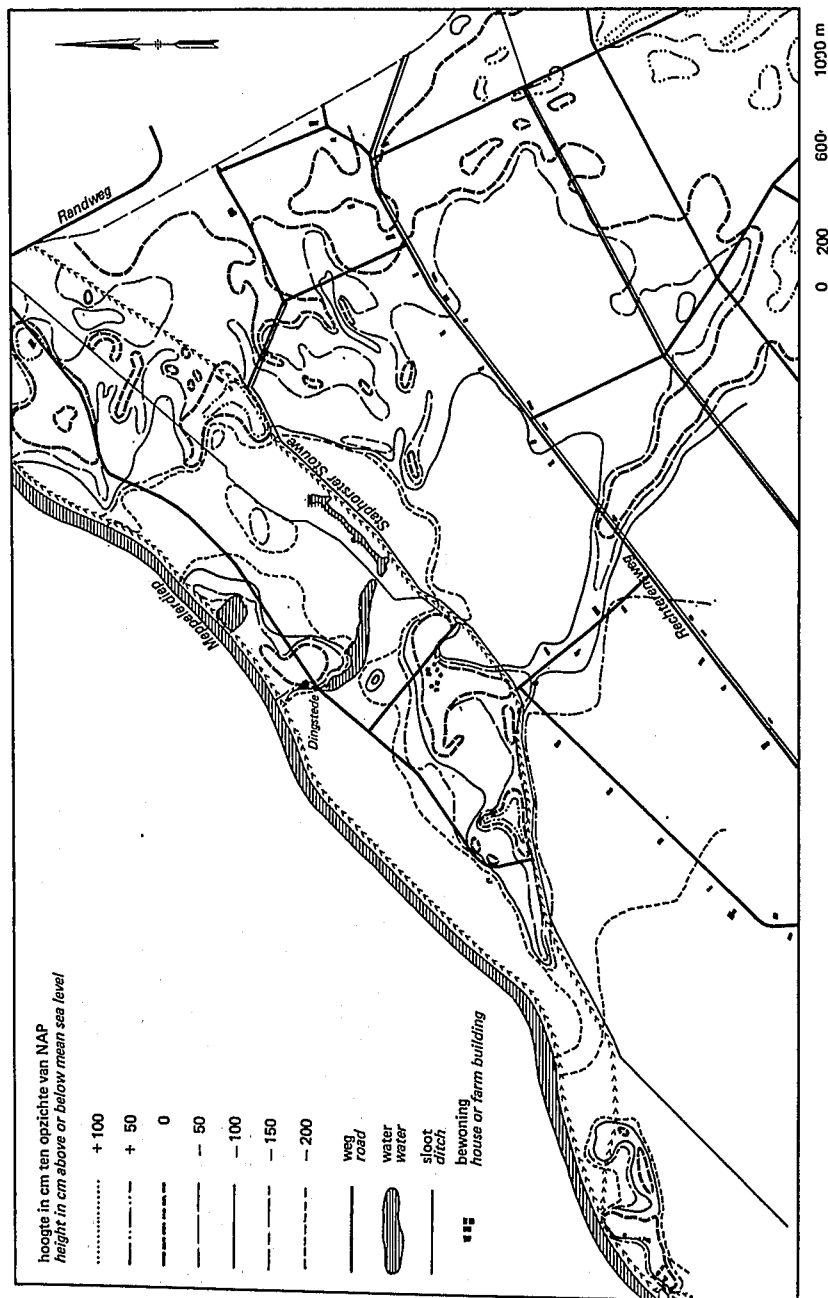 hoogte in cm ten opzichte van NAP
height in cm above or below mean sea level
+ 100
+ 50
0
– 50
– 100
– 150
– 200
weg
road
water
water
sloot
ditch
bewoning
house or farm building
Randweg
Meppelerdiep
Staphorster Stouwe
Dingstede
Rechterensweg
0 200 600 1000 m